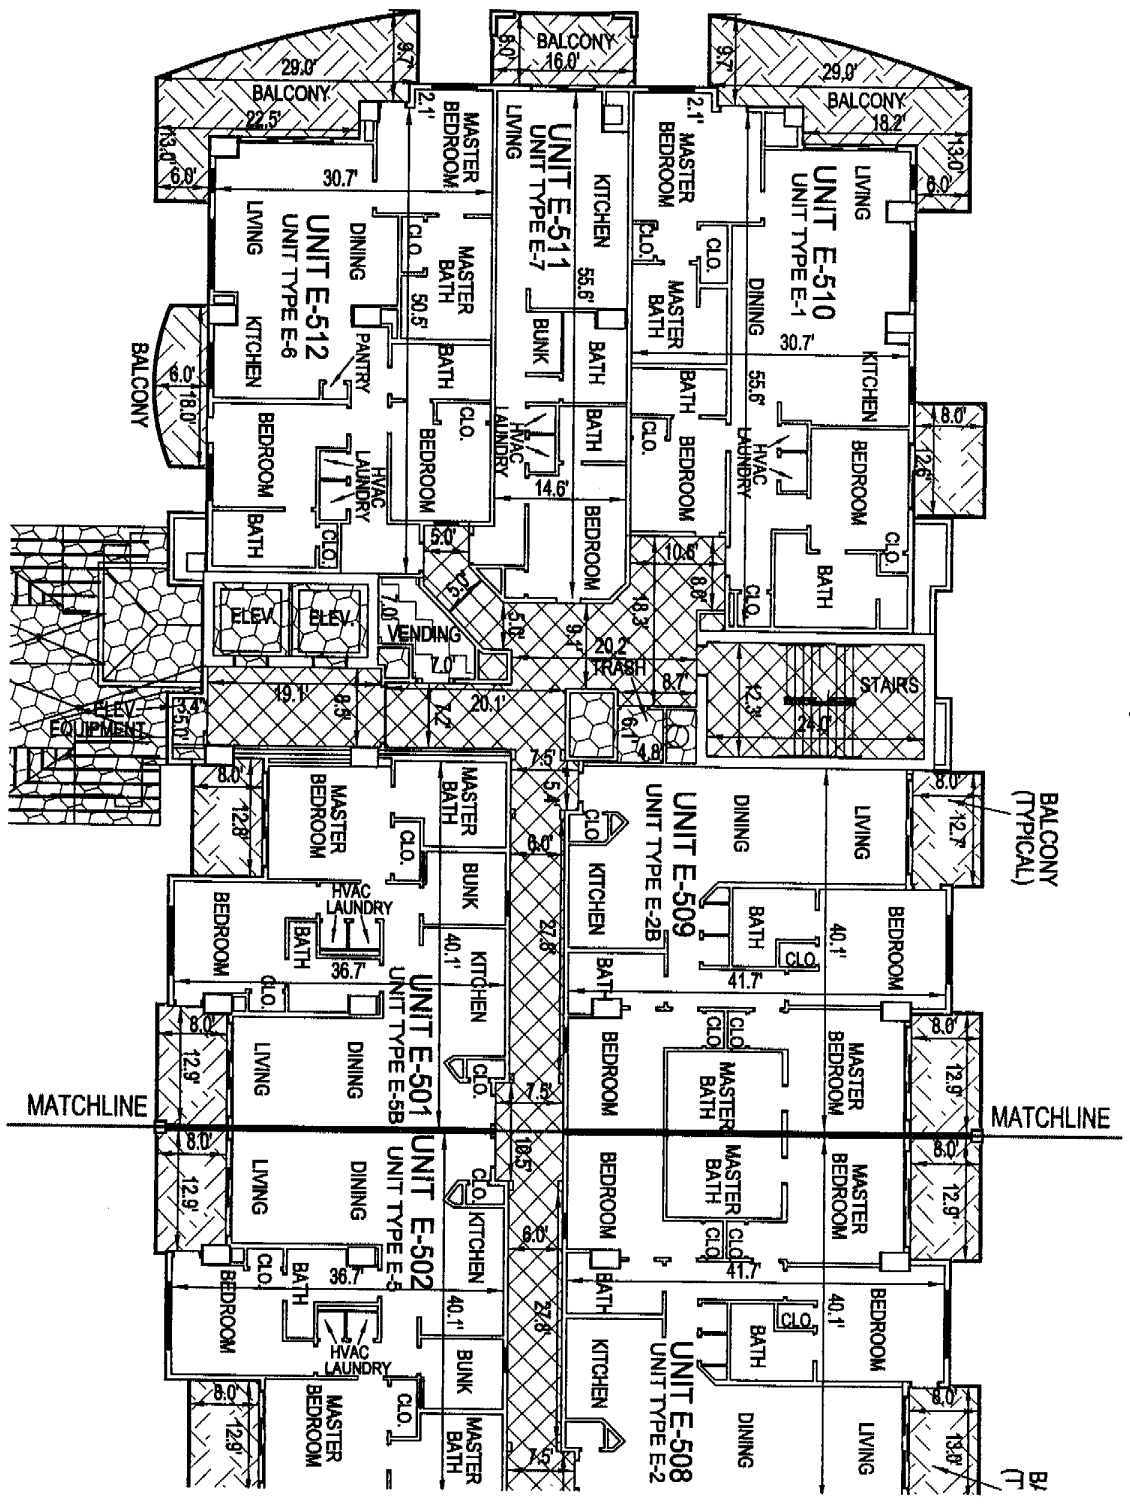 BALCONY
8.0'
16.0'
9.7'
29.0'
BALCONY
22.5'
13.0'
6.0'
2.1'
30.7'
MASTER
BEDROOM
LIVING
DINING
UNIT E-512
UNIT TYPE E-6
CLO.
MASTER
BATH
50.5'
KITCHEN
PANTRY
BATH
CLO.
BEDROOM
BEDROOM
HVAC
LAUNDRY
BATH
CLO.
BALCONY
6.0'
18.0'
LIVING
UNIT E-511
UNIT TYPE E-7
KITCHEN
55.6'
BUNK
BATH
HVAC
LAUNDRY
BATH
14.6'
BEDROOM
9.7'
29.0'
BALCONY
18.2'
13.0'
6.0'
2.1'
MASTER
BEDROOM
LIVING
UNIT E-510
UNIT TYPE E-1
CLO.
CLO.
DINING
MASTER
BATH
30.7'
KITCHEN
BATH
55.6'
CLO.
BEDROOM
HVAC
LAUNDRY
BEDROOM
CLO.
BATH
CLO.
8.0'
12.6'
5.0'
5.0'
5.0'
10.6'
8.0'
18.3'
9.1'
20.2'
TRASH
8.7'
6.1'
4.8'
ELEV.
ELEV.
7.0'
VENDING
7.0'
STAIRS
12.3'
24.0'
19.1'
8.5'
7.2'
20.1'
3.4'
5.0'
ELEV.
EQUIPMENT
7.5'
5.4'
6.0'
27.8'
8.0'
12.8'
MASTER
BEDROOM
MASTER
BATH
CLO.
BUNK
HVAC
LAUNDRY
BEDROOM
BATH
40.1'
KITCHEN
36.7'
UNIT E-501
UNIT TYPE E-5B
CLO.
LIVING
DINING
CLO.
8.0'
12.9'
7.5'
UNIT E-509
UNIT TYPE E-2B
DINING
LIVING
CLO.
KITCHEN
BATH
CLO.
BEDROOM
40.1'
41.7'
BATH
BEDROOM
CLO.
CLO.
MASTER
BATH
MASTER
BEDROOM
8.0'
12.7'
BALCONY
(TYPICAL)
8.0'
12.9'
MATCHLINE
MATCHLINE
8.0'
12.9'
LIVING
DINING
UNIT E-502
UNIT TYPE E-5
CLO.
10.5'
6.0'
27.8'
7.5'
KITCHEN
CLO.
BATH
36.7'
BEDROOM
40.1'
HVAC
LAUNDRY
BUNK
MASTER
BEDROOM
CLO.
MASTER
BATH
8.0'
12.9'
BEDROOM
MASTER
BATH
CLO.
CLO.
MASTER
BEDROOM
8.0'
12.9'
41.7'
BATH
40.1'
BEDROOM
CLO.
BATH
KITCHEN
UNIT E-508
UNIT TYPE E-2
DINING
LIVING
8.0'
13.0'